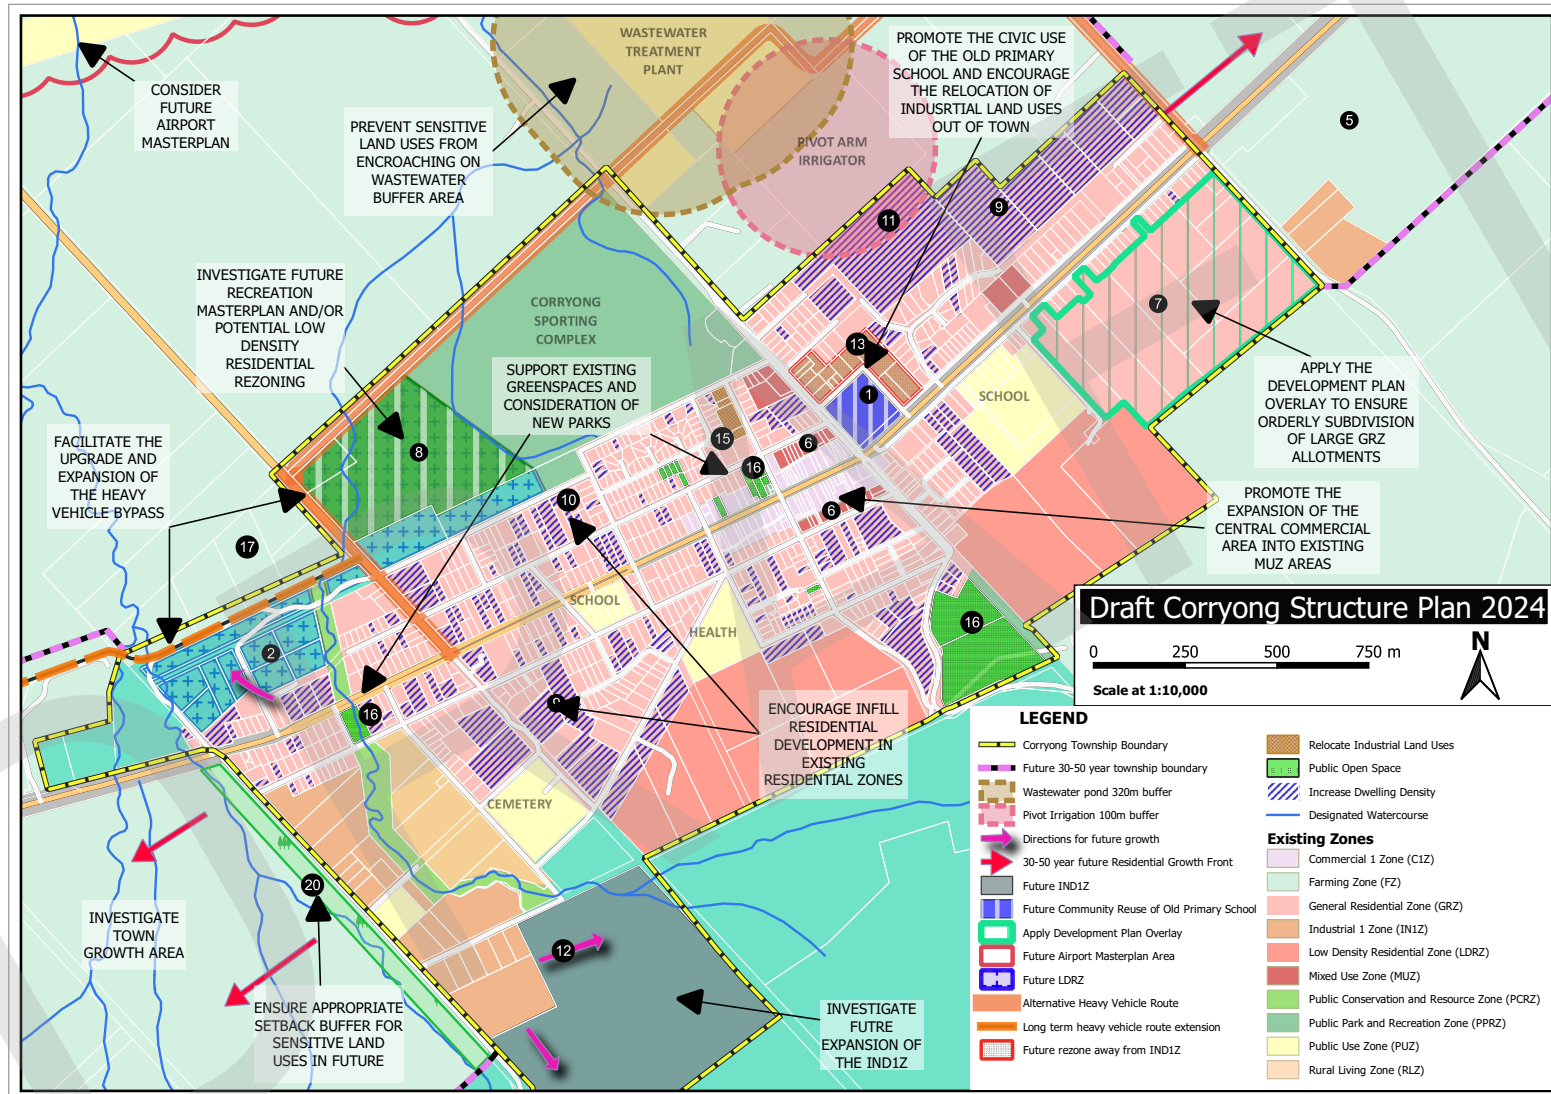 WASTEWATER
TREATMENT
PLANT
PROMOTE THE CIVIC USE
OF THE OLD PRIMARY
SCHOOL AND ENCOURAGE
THE RELOCATION OF
INDUSRTIAL LAND USES
OUT OF TOWN
CONSIDER
FUTURE
AIRPORT
MASTERPLAN
PREVENT SENSITIVE
LAND USES FROM
ENCROACHING ON
WASTEWATER
BUFFER AREA
PIVOT ARM
IRRIGATOR
5
9
11
INVESTIGATE FUTURE
RECREATION
MASTERPLAN AND/OR
POTENTIAL LOW
DENSITY
RESIDENTIAL
REZONING
CORRYONG
SPORTING
COMPLEX
7
13
SUPPORT EXISTING
GREENSPACES AND
CONSIDERATION OF
NEW PARKS
1
SCHOOL
APPLY THE
DEVELOPMENT PLAN
OVERLAY TO ENSURE
ORDERLY SUBDIVISION
OF LARGE GRZ
ALLOTMENTS
FACILITATE THE
UPGRADE AND
EXPANSION OF
THE HEAVY
VEHICLE BYPASS
8
15
6
16
10
6
PROMOTE THE
EXPANSION OF THE
CENTRAL COMMERCIAL
AREA INTO EXISTING
MUZ AREAS
17
SCHOOL
HEALTH
16
2
16
9
ENCOURAGE INFILL
RESIDENTIAL
DEVELOPMENT IN
EXISTING
RESIDENTIAL ZONES
CEMETERY
20
INVESTIGATE
TOWN
GROWTH AREA
12
ENSURE APPROPRIATE
SETBACK BUFFER FOR
SENSITIVE LAND
USES IN FUTURE
INVESTIGATE
FUTRE
EXPANSION OF
THE IND1Z
Draft Corryong Structure Plan 2024
0 250 500 750 m
Scale at 1:10,000
N
LEGEND
Corryong Township Boundary
Future 30-50 year township boundary
Wastewater pond 320m buffer
Pivot Irrigation 100m buffer
Directions for future growth
30-50 year future Residential Growth Front
Future IND1Z
Future Community Reuse of Old Primary School
Apply Development Plan Overlay
Future Airport Masterplan Area
Future LDRZ
Alternative Heavy Vehicle Route
Long term heavy vehicle route extension
Future rezone away from IND1Z
Relocate Industrial Land Uses
Public Open Space
Increase Dwelling Density
Designated Watercourse
Existing Zones
Commercial 1 Zone (C1Z)
Farming Zone (FZ)
General Residential Zone (GRZ)
Industrial 1 Zone (IN1Z)
Low Density Residential Zone (LDRZ)
Mixed Use Zone (MUZ)
Public Conservation and Resource Zone (PCRZ)
Public Park and Recreation Zone (PPRZ)
Public Use Zone (PUZ)
Rural Living Zone (RLZ)